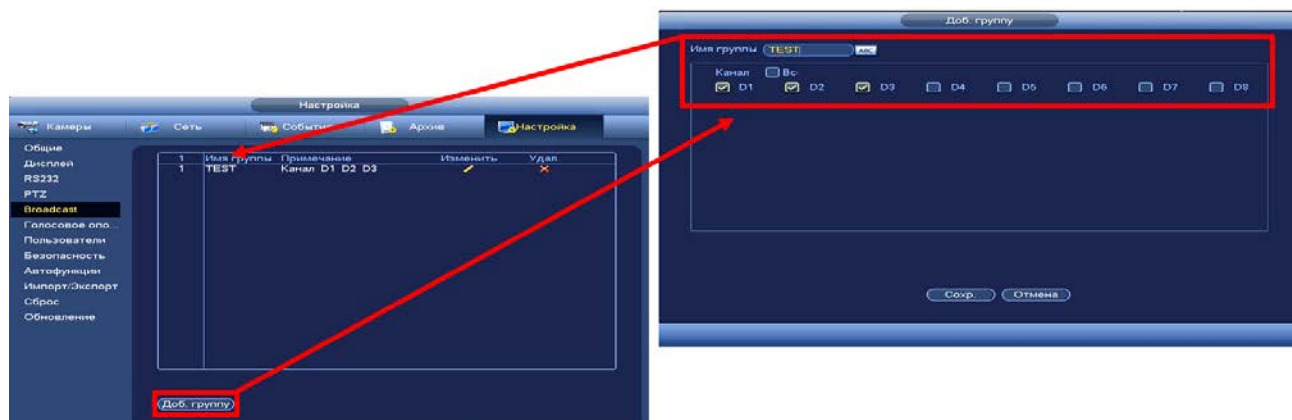 Настройка
Камеры Сеть События Архив Настройка
Общие
Дисплей
RS232
PTZ
Broadcast
Голосовое опо...
Пользователи
Безопасность
Автофункции
Импорт/Экспорт
Сброс
Обновление
1 Имя группы Примечание Изменить Удал.
1 TEST Канал D1 D2 D3
Доб. группу
Доб. группу
Имя группы TEST ABC
Канал Вс
D1 D2 D3 D4 D5 D6 D7 D8
Сохр. Отмена